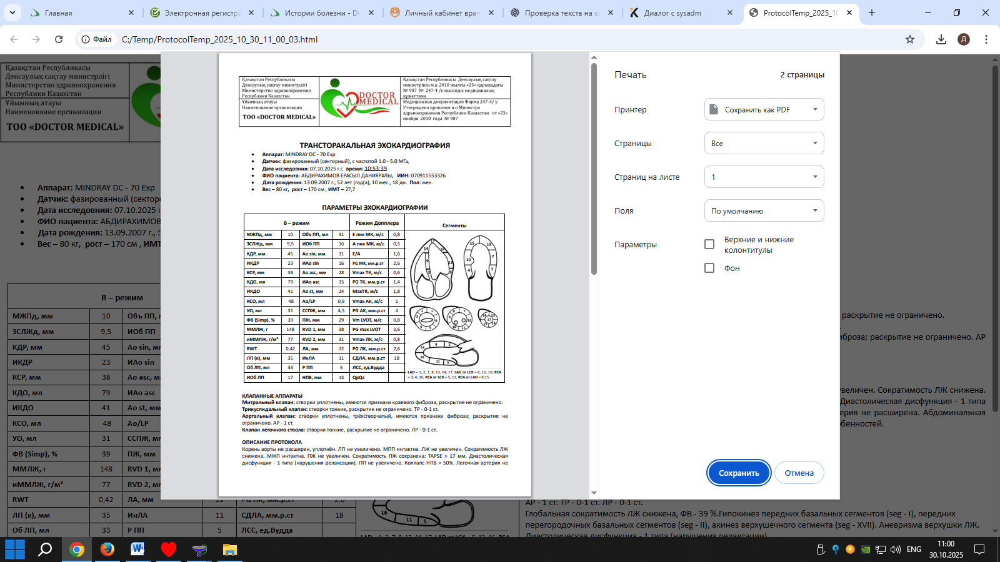 Главная
Электронная регистра
Истории болезни - Dr
Личный кабинет врач
Проверка текста на о
Диалог с sysadm
ProtocolTemp_2025_10
Файл
C:/Temp/ProtocolTemp_2025_10_30_11_00_03.html
Д
Қазақстан Республикасы
Денсаулық сақтау министрлігі
Министерство здравоохранения
Республики Казахстан
Ұйымның атауы
Наименование организации
ТОО «DOCTOR MEDICAL»
Аппарат: MINDRAY DC - 70 Exp
Датчик: фазированный (сектор
Дата исследовния: 07.10.2025 г
ФИО пациента: АБДИРАХИМОВ
Дата рождения: 13.09.2007 г., 5
Вес – 80 кг, рост – 170 см , ИМТ
В – режим
МЖПд, мм 10 Объ ПП, м
ЗСЛЖд, мм 9,5 ИОб ПП
КДР, мм 45 Ао sin, мм
ИКДР 23 ИАо sin
КСР, мм 38 Ао asc, мм
КДО, мл 79 ИАо asc
ИКДО 41 Ао st, мм
КСО, мл 48 Ао/LP
УО, мл 31 ССПЖ, мм
ФВ (Simp), % 39 ПЖ, мм
ММЛЖ, г 148 RVD 1, мм
иММЛЖ, г/м² 77 RVD 2, мм
RWT 0,42 ЛА, мм 22 PG ЛК, мм.р.ст 2,6
ЛП (к), мм 35 ИнЛА 11 СДЛА, мм.р.ст 18
Об ЛП, мл 33 Р ПП 5 ЛСС, ед.Вудда
16 11 5
LAD – 1, 2, 7, 8, 13, 14, 17, LAD or LCX – 6, 12, 16, RCA
Қазақстан Республикасы
Денсаулық сақтау министрлігі
Министерство здравоохранения
Республики Казахстан
Ұйымның атауы
Наименование организации
ТОО «DOCTOR MEDICAL»
DOCTOR
MEDICAL
Қазақстан Республикасы Денсаулық сақтау
министрінің м.а. 2010 жылғы «23» қарашадағы
№ 907 № 247-4 /е нысанды медициналық
құжаттама
Медицинская документация Форма 247-4/ у
Утверждена приказом и.о Министра
здравоохранения Республики Казахстан от «23»
ноября 2010 года № 907
ТРАНСТОРАКАЛЬНАЯ ЭХОКАРДИОГРАФИЯ
Аппарат: MINDRAY DC - 70 Exp
Датчик: фазированный (секторный), с частотой 1.0 - 5.0 МГц
Дата исследовния: 07.10.2025 г.г, время: 10:53:39
ФИО пациента: АБДИРАХИМОВ ЕРАСЫЛ ДАНИЯРҰЛЫ, ИИН: 070911553326
Дата рождения: 13.09.2007 г., 52 лет (год(а), 10 мес., 18 дн. Пол: жен.
Вес – 80 кг, рост – 170 см , ИМТ – 27,7
ПАРАМЕТРЫ ЭХОКАРДИОГРАФИИ
В – режим Режим Допплера Сегменты
МЖПд, мм 10 Объ ПП, мл 31 Е пик МК, м/с 0,8
ЗСЛЖд, мм 9,5 ИОб ПП 16 А пик МК, м/с 0,5
КДР, мм 45 Ао sin, мм 31 Е/А 1,6
ИКДР 23 ИАо sin 16 PG МК, мм.р.ст 2,6
КСР, мм 38 Ао asc, мм 28 Vmax ТК, м/с 0,6
КДО, мл 79 ИАо asc 15 PG ТК, мм.р.ст 1,4
ИКДО 41 Ао st, мм 24 MaxTR, м/с 1,8
КСО, мл 48 Ао/LP 0,9 Vmax АК, м/с 1
УО, мл 31 ССПЖ, мм 4,5 PG АК, мм.р.ст 4
ФВ (Simp), % 39 ПЖ, мм 29 Vm LVOT, м/с 0,8
ММЛЖ, г 148 RVD 1, мм 38 PG max LVOT 2,6
иММЛЖ, г/м² 77 RVD 2, мм 31 Vmax ЛК, м/с 0,8
RWT 0,42 ЛА, мм 22 PG ЛК, мм.р.ст 2,6
ЛП (к), мм 35 ИнЛА 11 СДЛА, мм.р.ст 18
Об ЛП, мл 33 Р ПП 5 ЛСС, ед.Вудда
ИОб ЛП 17 НПВ, мм 13 QpQs
LAD – 1, 2, 7, 8, 13, 14, 17, LAD or LCX – 6, 12, 16, RCA
– 3, 4, 10, RCA or LCX – 5, 11, RCA or LAD – 9,15
КЛАПАННЫЕ АППАРАТЫ
Митральный клапан: створки уплотнены, имеются признаки краевого фиброза, раскрытие не ограничено.
Трикуспидальный клапан: створки тонкие, раскрытие не ограничено. ТР - 0-1 ст.
Аортальный клапан: створки уплотнены, трёхстворчатый, имеются признаки фиброза; раскрытие не
ограничено. АР - 1 ст.
Клапан легочного ствола: створки тонкие, раскрытие не ограничено. ЛР - 0-1 ст.
ОПИСАНИЕ ПРОТОКОЛА
Корень аорты не расширен, уплотнён. ЛП не увеличено. МПП интактна. ЛЖ не увеличен. Сократимость ЛЖ
снижена. МЖП интактна. ПЖ не увеличен. Сократимость ПЖ сохранена: TAPSE > 17 мм. Диастолическая
дисфункция - 1 типа (нарушения релаксации). ПП не увеличено. Коллапс НПВ > 50%. Легочная артерия не
Печать
2 страницы
Принтер
Сохранить как PDF
Страницы
Все
Страниц на листе
1
Поля
По умолчанию
Параметры
Верхние и нижние
колонтитулы
Фон
Сохранить
Отмена
раскрытие не ограничено.
иброза; раскрытие не ограничено. АР
увеличен. Сократимость ЛЖ снижена.
Диастолическая дисфункция - 1 типа
ерия не расширена. Абдоминальная
бенностей.
АР - 1 ст. ТР - 0-1 ст. ЛР - 0-1 ст.
Глобальная сократимость ЛЖ снижена, ФВ - 39 %.Гипокинез передних базальных сегментов (seg - I), передних
перегородочных базальных сегментов (seg - II), акинез верхушечного сегмента (seg - XVII). Аневризма верхушки ЛЖ.
Диастолическая дисфункция - 1 типа (нарушения релаксации)
ENG
11:00
30.10.2025